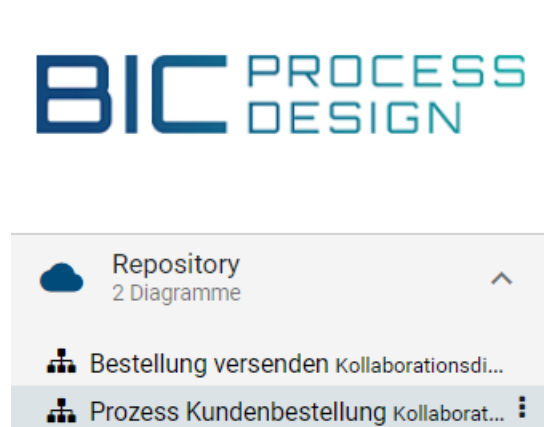 BIC PROCESS
DESIGN
Repository
2 Diagramme
Bestellung versenden Kollaborationsdi...
Prozess Kundenbestellung Kollaborat...